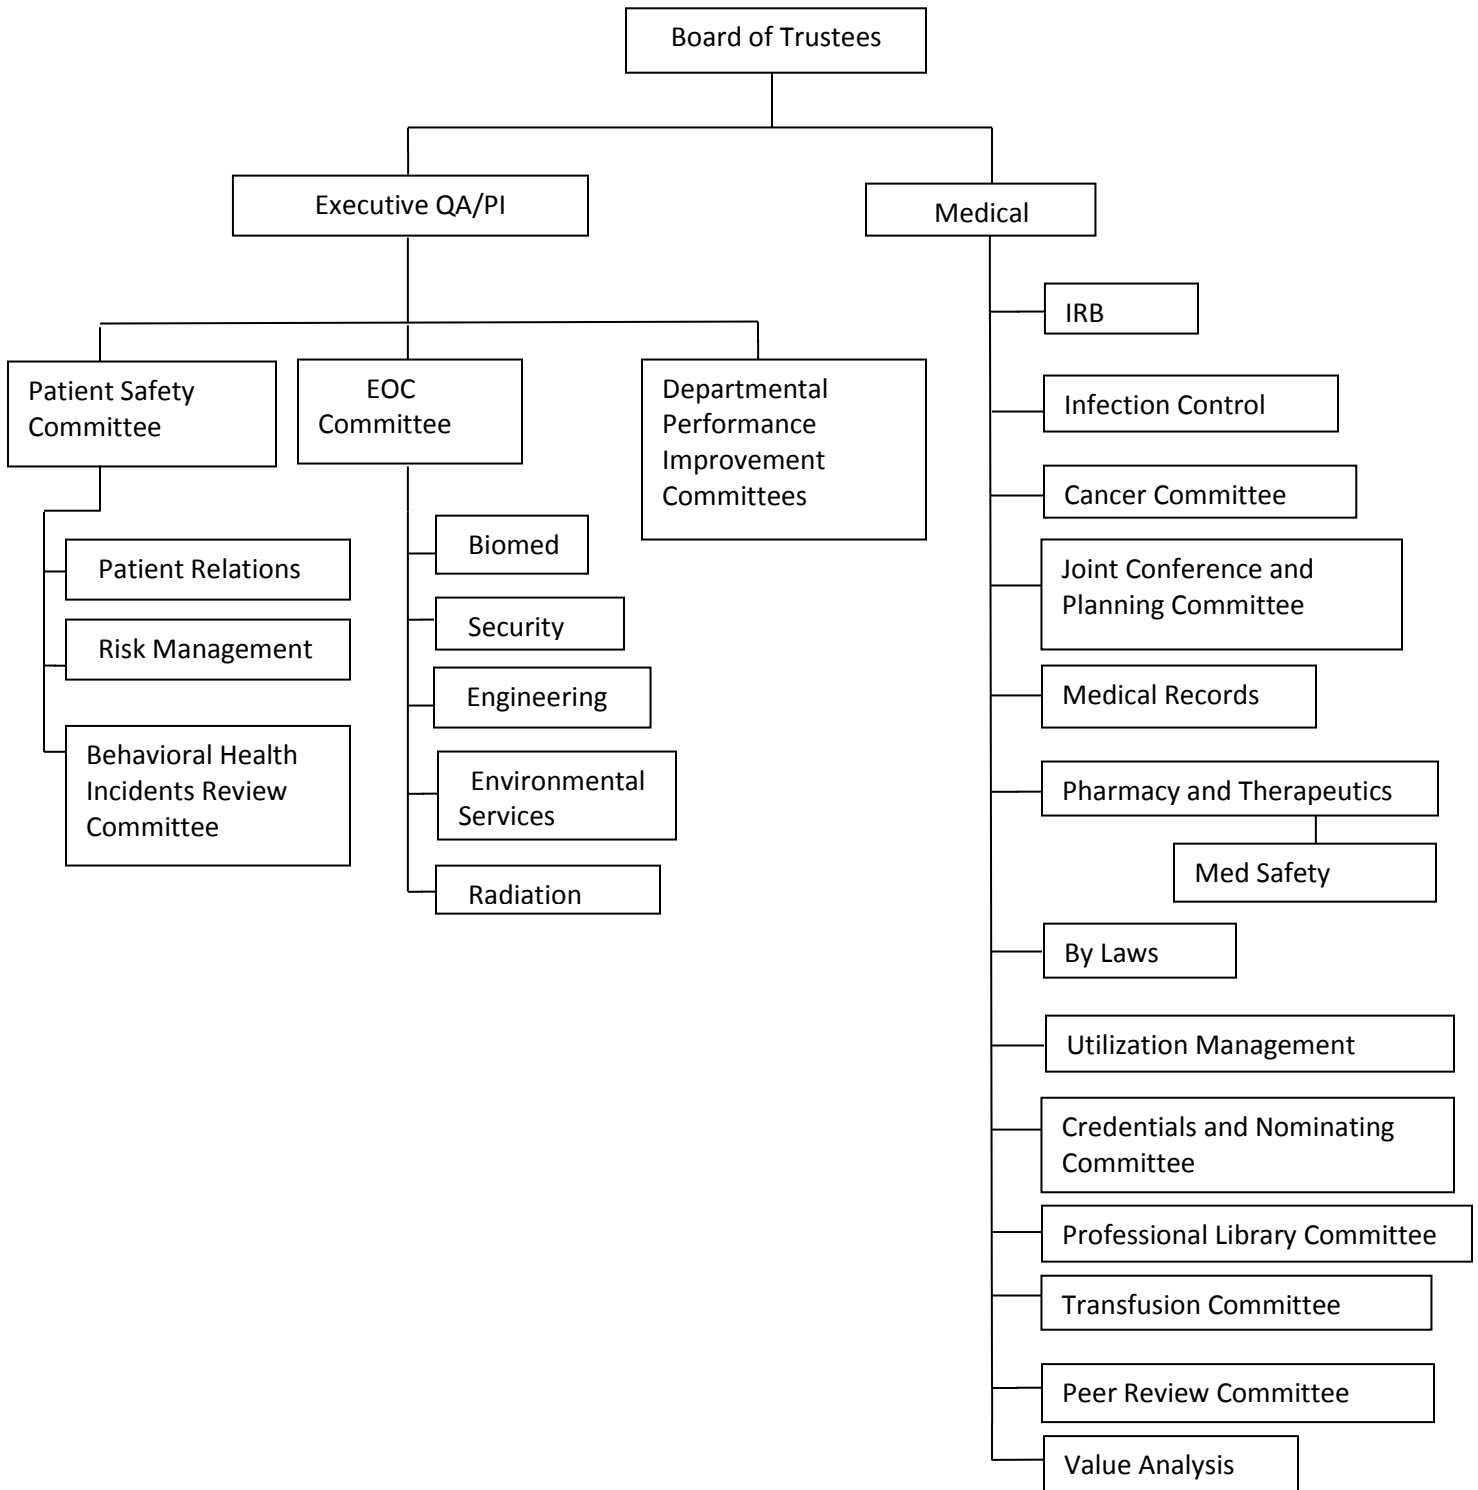 Board of Trustees
Executive QA/PI
Medical
Patient Safety
Committee
EOC
Committee
Departmental
Performance
Improvement
Committees
Patient Relations
Risk Management
Behavioral Health
Incidents Review
Committee
Biomed
Security
Engineering
Environmental
Services
Radiation
IRB
Infection Control
Cancer Committee
Joint Conference and
Planning Committee
Medical Records
Pharmacy and Therapeutics
Med Safety
By Laws
Utilization Management
Credentials and Nominating
Committee
Professional Library Committee
Transfusion Committee
Peer Review Committee
Value Analysis